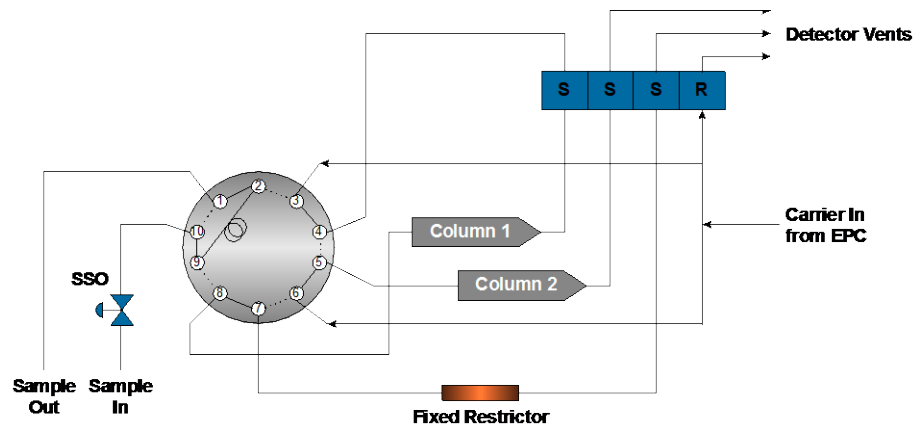 Detector Vents
S S S R
1 2 3
10 4
Column 1
Carrier In
from EPC
9 5
Column 2
SSO
8 7 6
Sample
Out
Sample
In
Fixed Restrictor